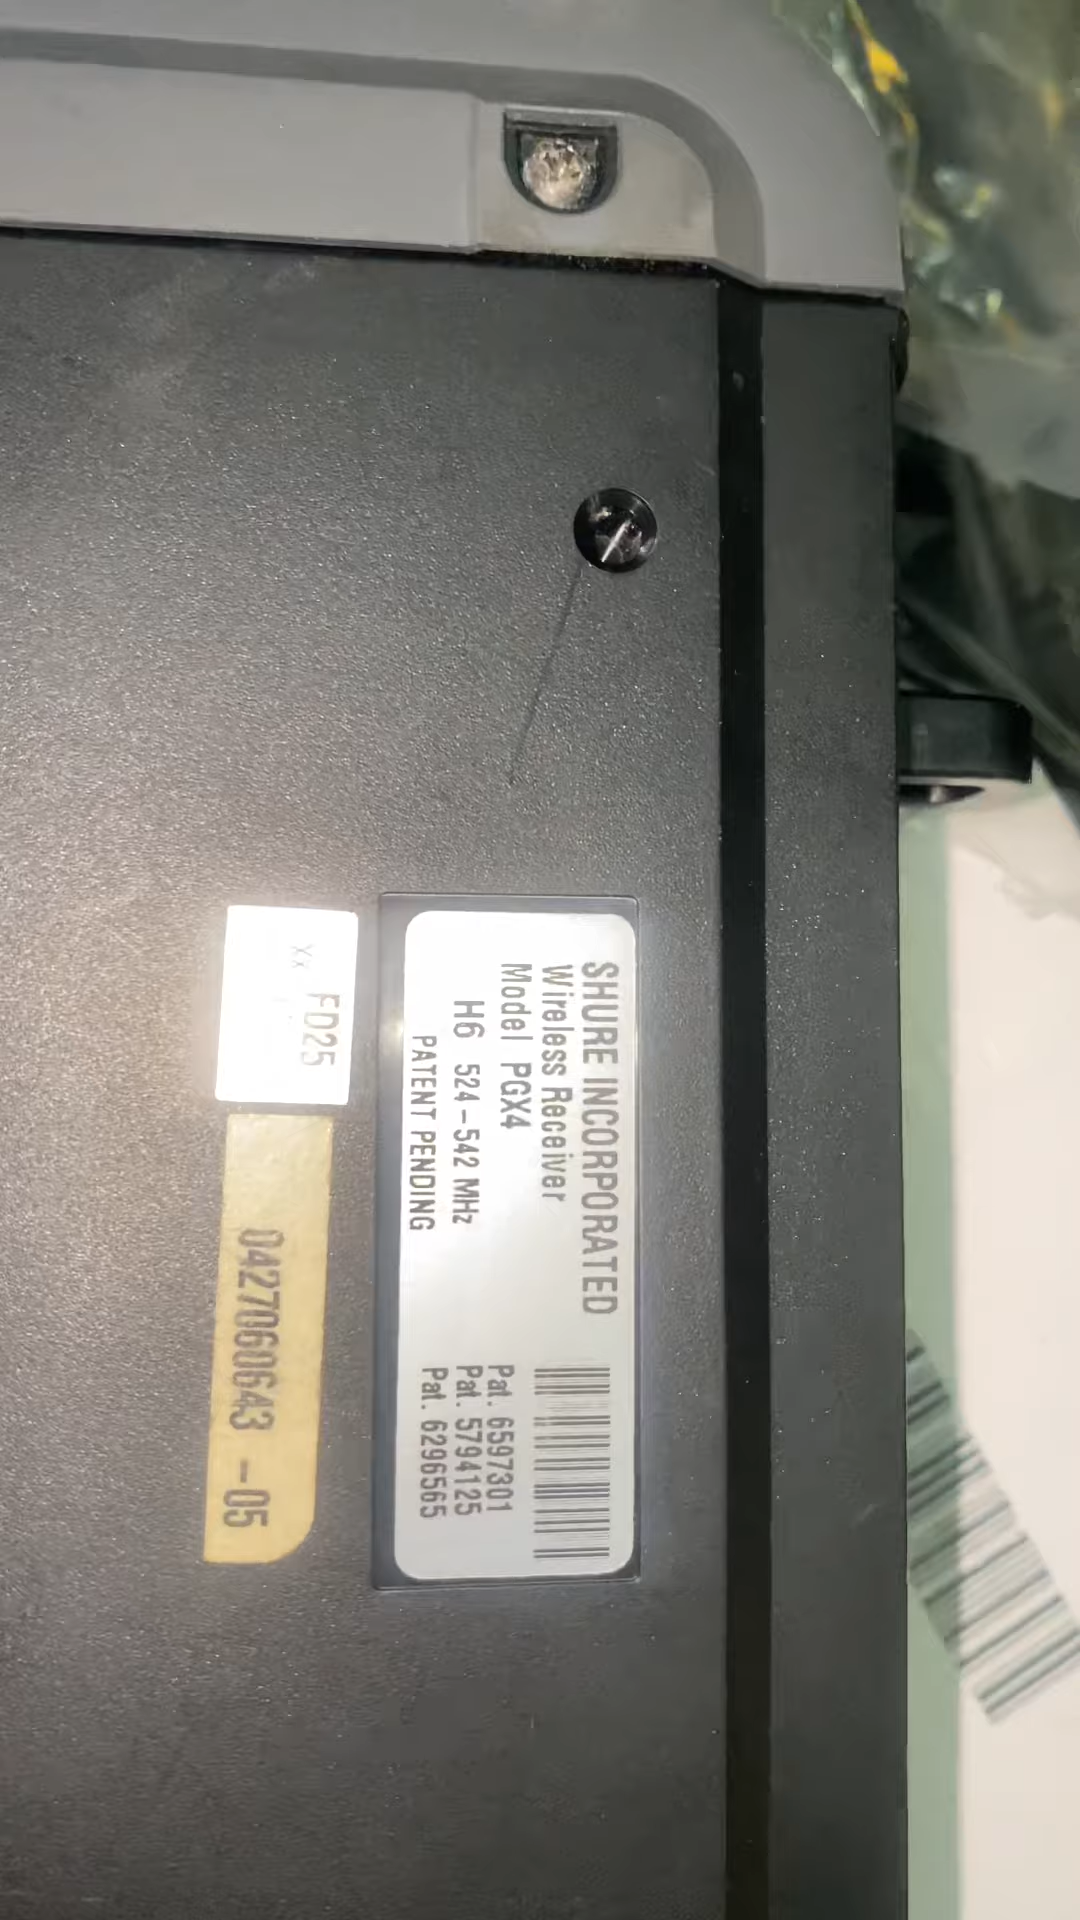 SHURE INCORPORATED
Wireless Receiver
Model PGX4
H6 524-542 MHz
PATENT PENDING
Pat. 6597301
Pat. 5794125
Pat. 6296565
FD25
0427060643 -05